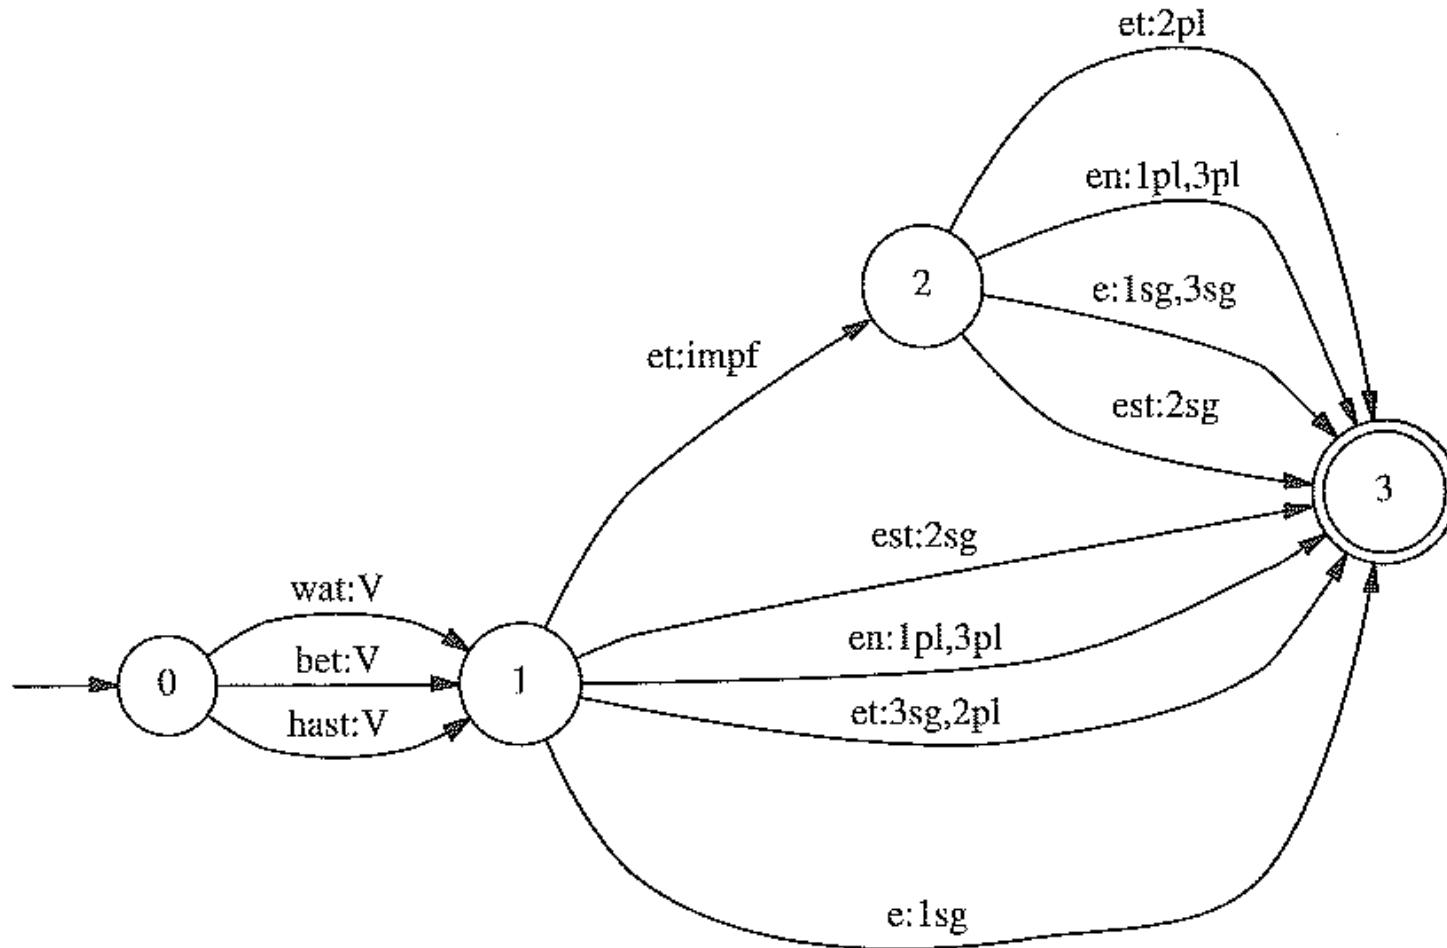 et:2pl
en:1pl,3pl
2
e:1sg,3sg
et:impf
est:2sg
3
est:2sg
wat:V
en:1pl,3pl
bet:V
0
1
et:3sg,2pl
hast:V
e:1sg